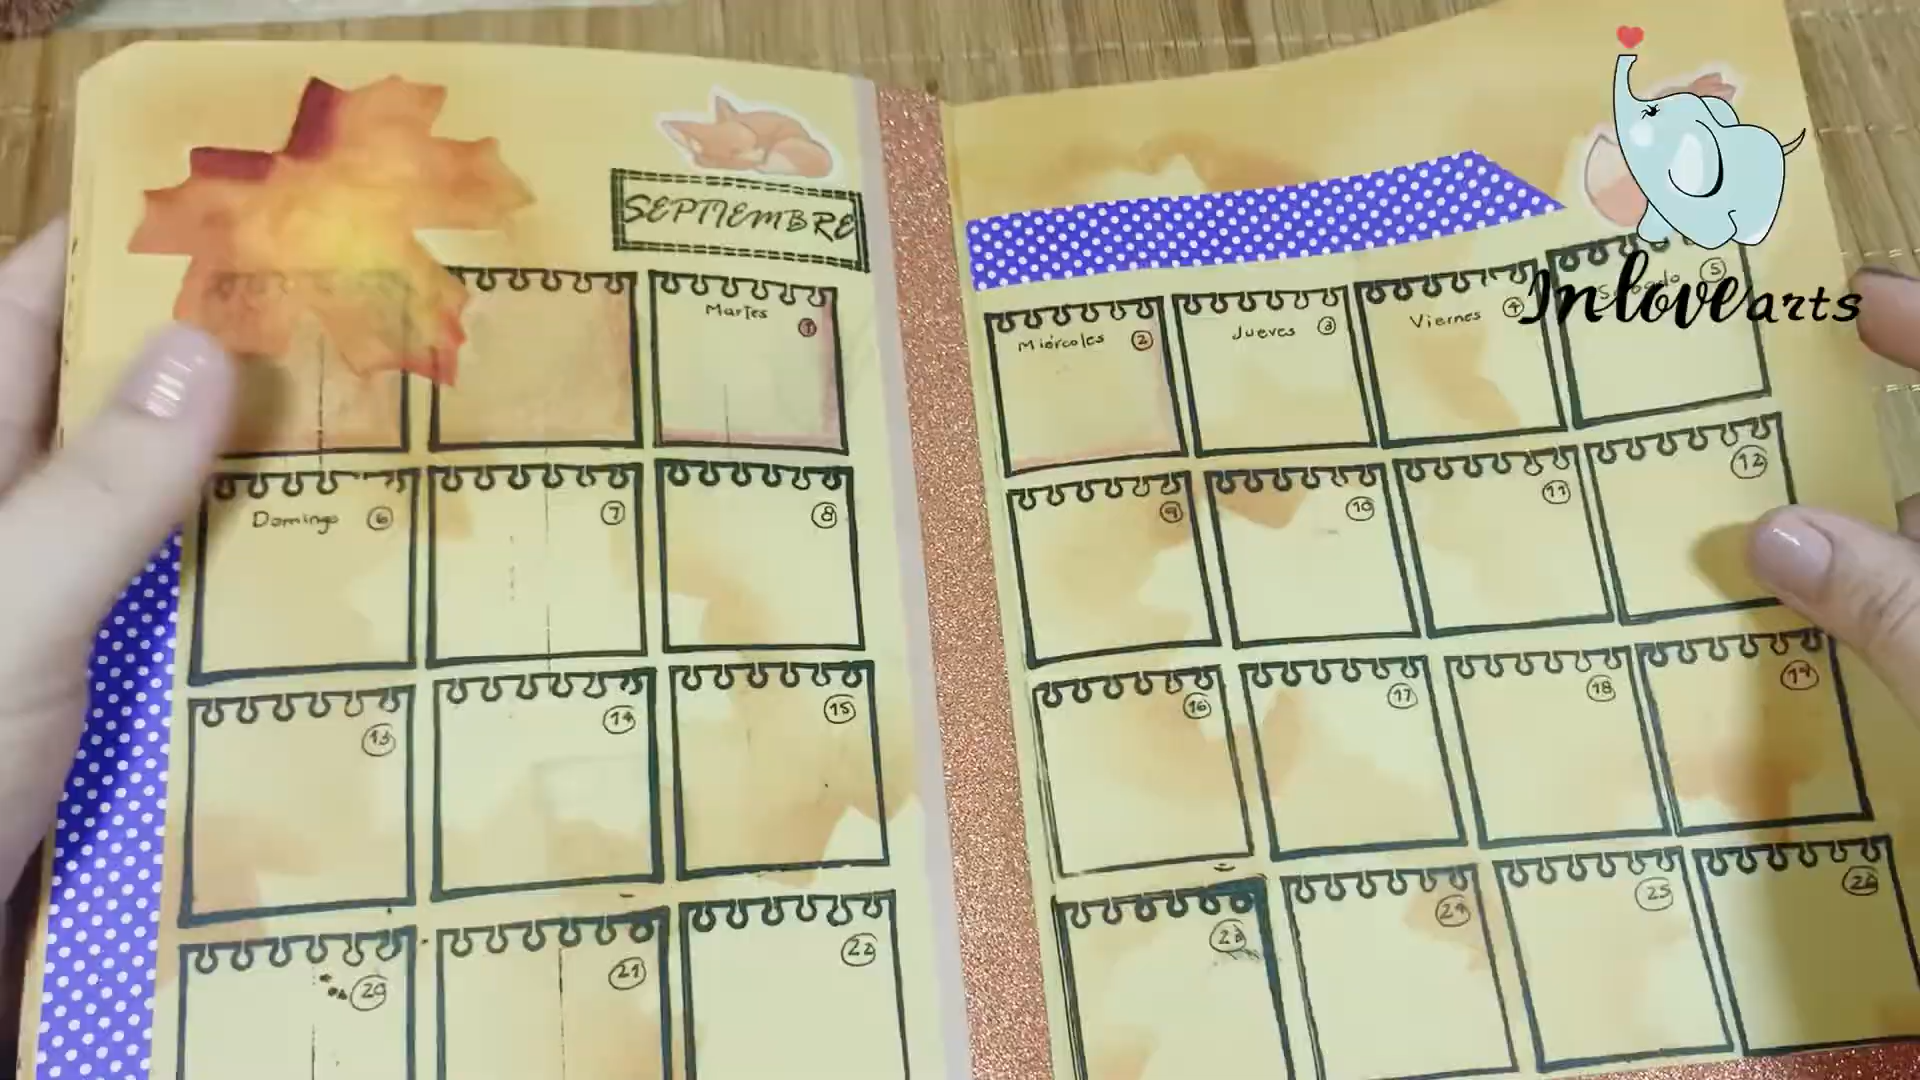 SEPTIEMBRE
Inlovearts
Martes 1
Miércoles 2
Jueves 3
Viernes 4
Sábado 5
Domingo 6
7
8
9
10
11
12
13
14
15
16
17
18
19
20
21
22
23
24
25
26